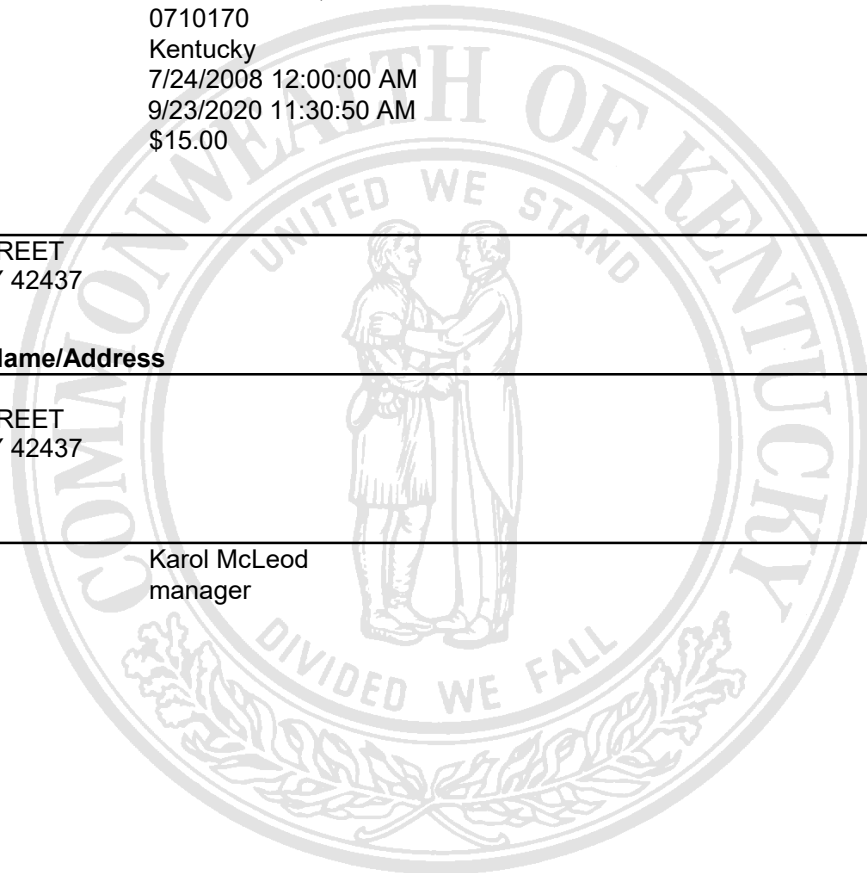 0710170
Kentucky
7/24/2008 12:00:00 AM
9/23/2020 11:30:50 AM
$15.00
COMMONWEALTH OF KENTUCKY
UNITED WE STAND
REET
42437
Name/Address
REET
42437
Karol McLeod
manager
DIVIDED WE FALL